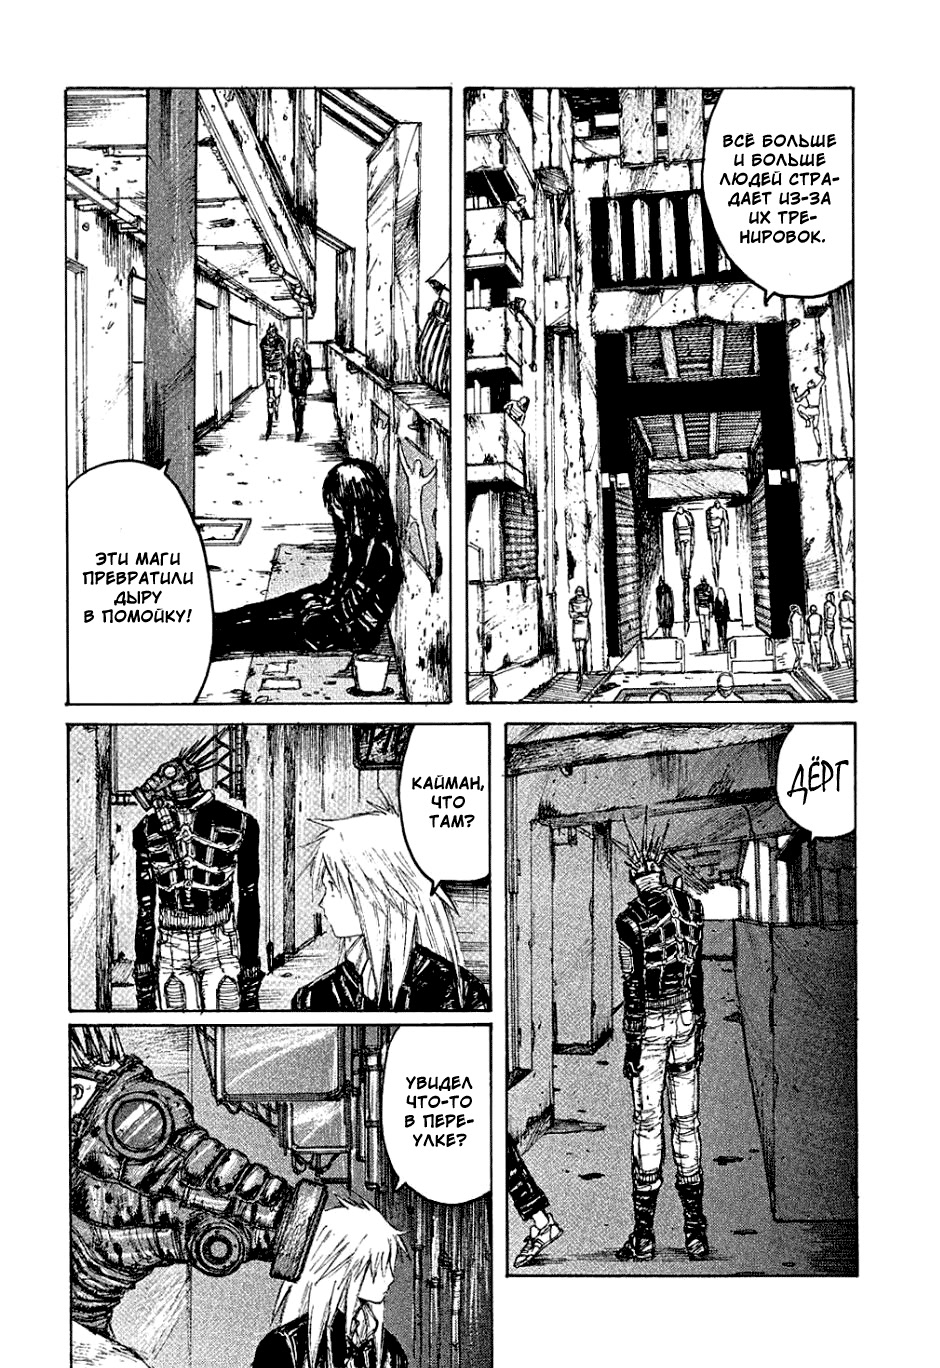 ВСЁ БОЛЬШЕ
И БОЛЬШЕ
ЛЮДЕЙ СТРА-
ДАЕТ ИЗ-ЗА
ИХ ТРЕ-
НИРОВОК.
ЭТИ МАГИ
ПРЕВРАТИЛИ
ДЫРУ
В ПОМОЙКУ!
ДЁРГ
КАЙМАН,
ЧТО
ТАМ?
УВИДЕЛ
ЧТО-ТО
В ПЕРЕ-
УЛКЕ?